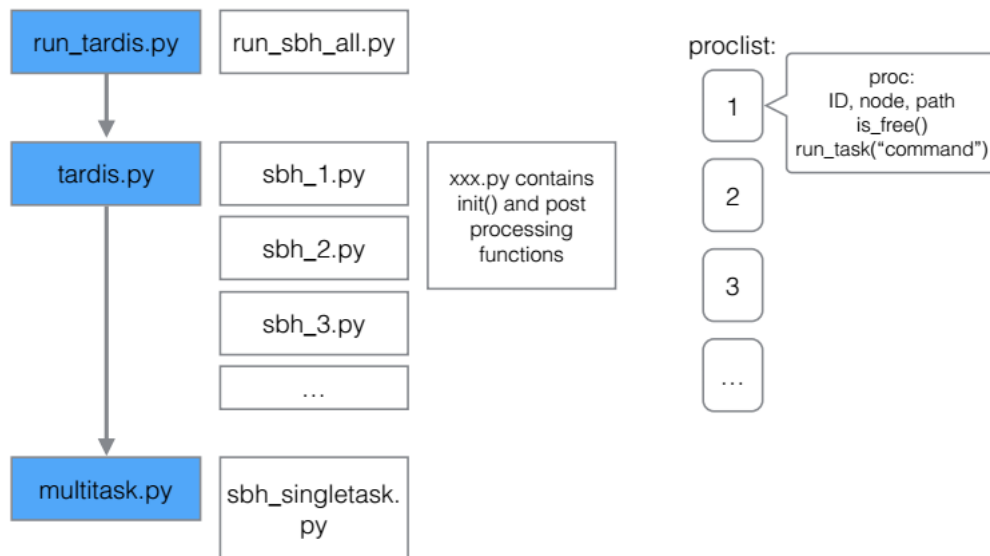 run_tardis.py
run_sbh_all.py
tardis.py
sbh_1.py
sbh_2.py
sbh_3.py
…
xxx.py contains
init() and post
processing
functions
multitask.py
sbh_singletask.
py
proclist:
1
2
3
…
proc:
ID, node, path
is_free()
run_task(“command”)